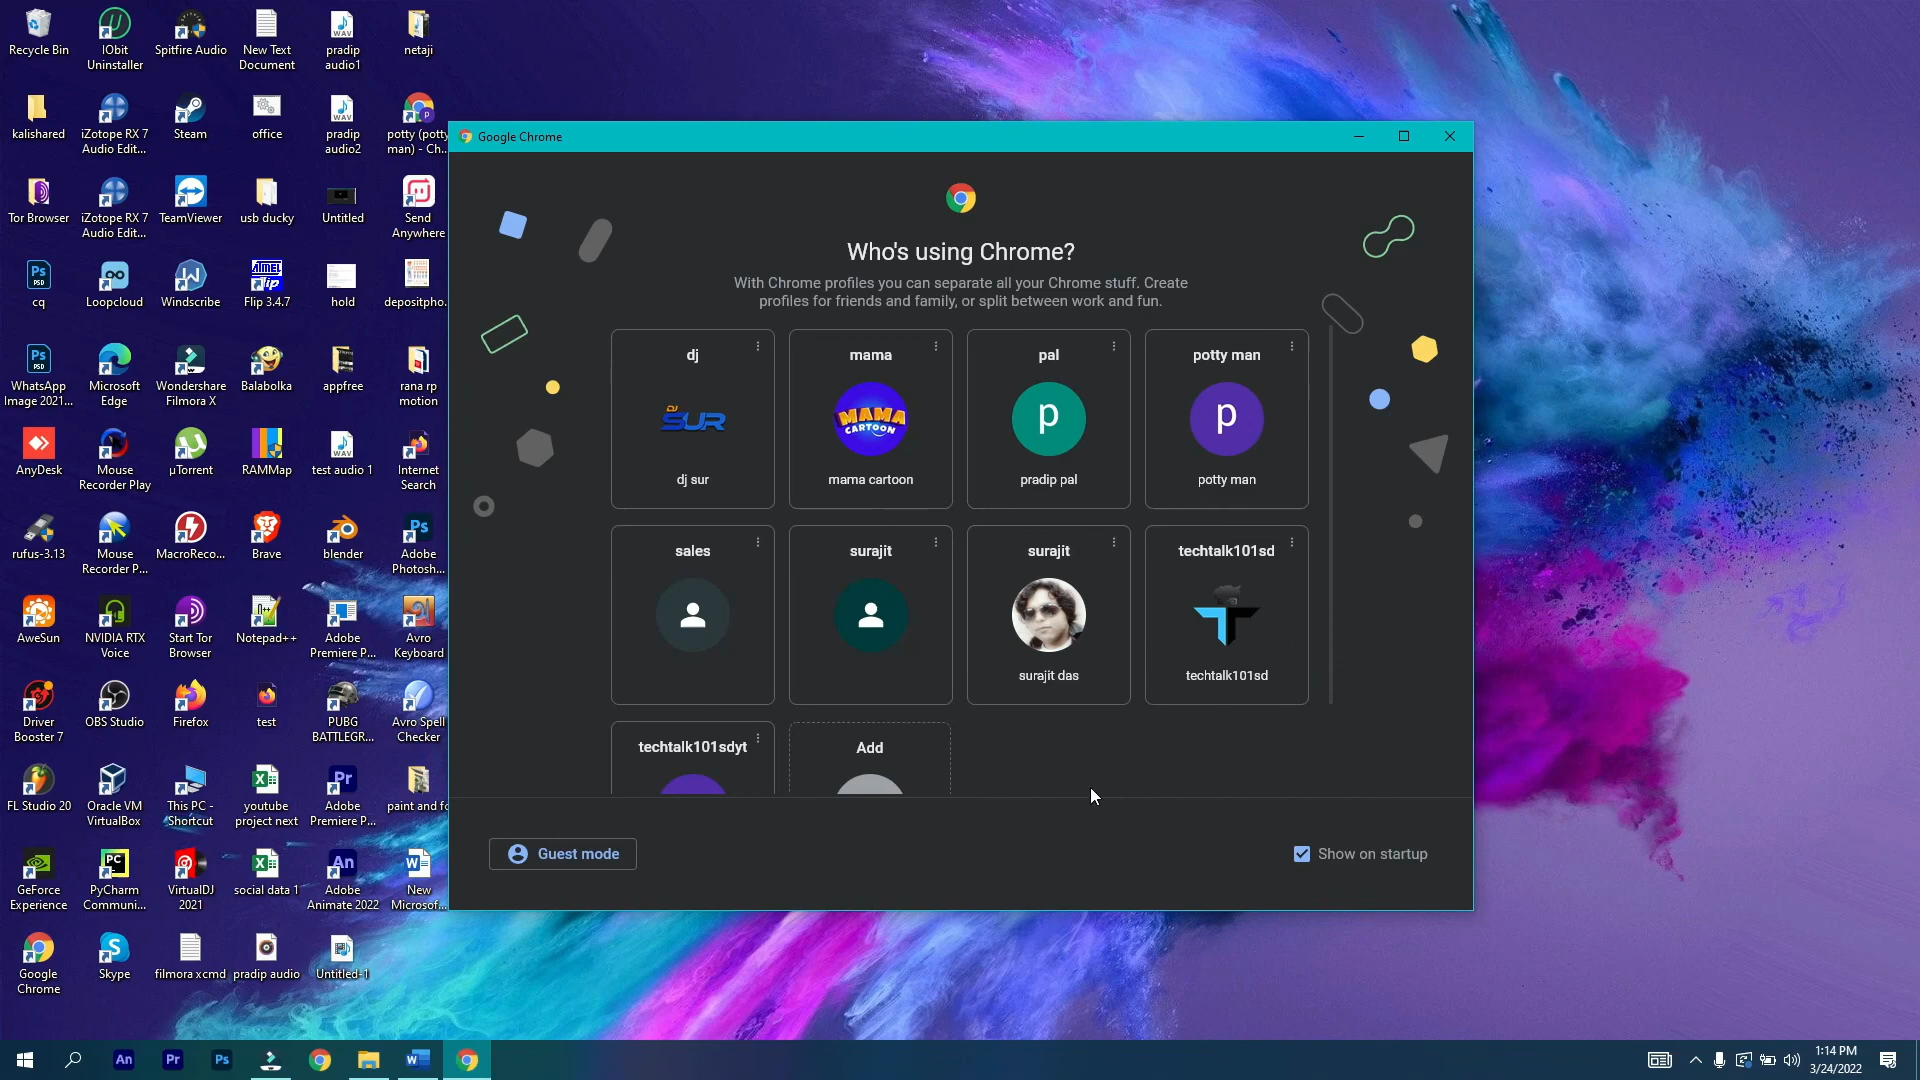 Recycle Bin
IObit
Uninstaller
Spitfire Audio
New Text
Document
pradip
audio1
netaji
kalishared
iZotope RX 7
Audio Edit...
Steam
office
pradip
audio2
potty (potty
man) - Ch...
Tor Browser
iZotope RX 7
Audio Edit...
TeamViewer
usb ducky
Untitled
Send
Anywhere
cq
Loopcloud
Windscribe
Flip 3.4.7
hold
depositpho...
WhatsApp
Image 2021...
Microsoft
Edge
Wondershare
Filmora X
Balabolka
appfree
rana rp
motion
AnyDesk
Mouse
Recorder Play
µTorrent
RAMMap
test audio 1
Internet
Search
rufus-3.13
Mouse
Recorder P...
MacroReco...
Brave
blender
Adobe
Photosh...
AweSun
NVIDIA RTX
Voice
Start Tor
Browser
Notepad++
Adobe
Premiere P...
Avro
Keyboard
Driver
Booster 7
OBS Studio
Firefox
test
PUBG
BATTLEGR...
Avro Spell
Checker
FL Studio 20
Oracle VM
VirtualBox
This PC -
Shortcut
youtube
project next
Adobe
Premiere P...
paint and fo
GeForce
Experience
PyCharm
Communi...
VirtualDJ
2021
social data 1
Adobe
Animate 2022
New
Microsof...
Google
Chrome
Skype
filmora xcmd
pradip audio
Untitled-1
Google Chrome
Who's using Chrome?
With Chrome profiles you can separate all your Chrome stuff. Create
profiles for friends and family, or split between work and fun.
dj
DJ
SUR
dj sur
mama
MAMA
CARTOON
mama cartoon
pal
p
pradip pal
potty man
p
potty man
sales
surajit
surajit
surajit das
techtalk101sd
techtalk101sd
techtalk101sdyt
Add
Guest mode
Show on startup
An
Pr
Ps
1:14 PM
3/24/2022